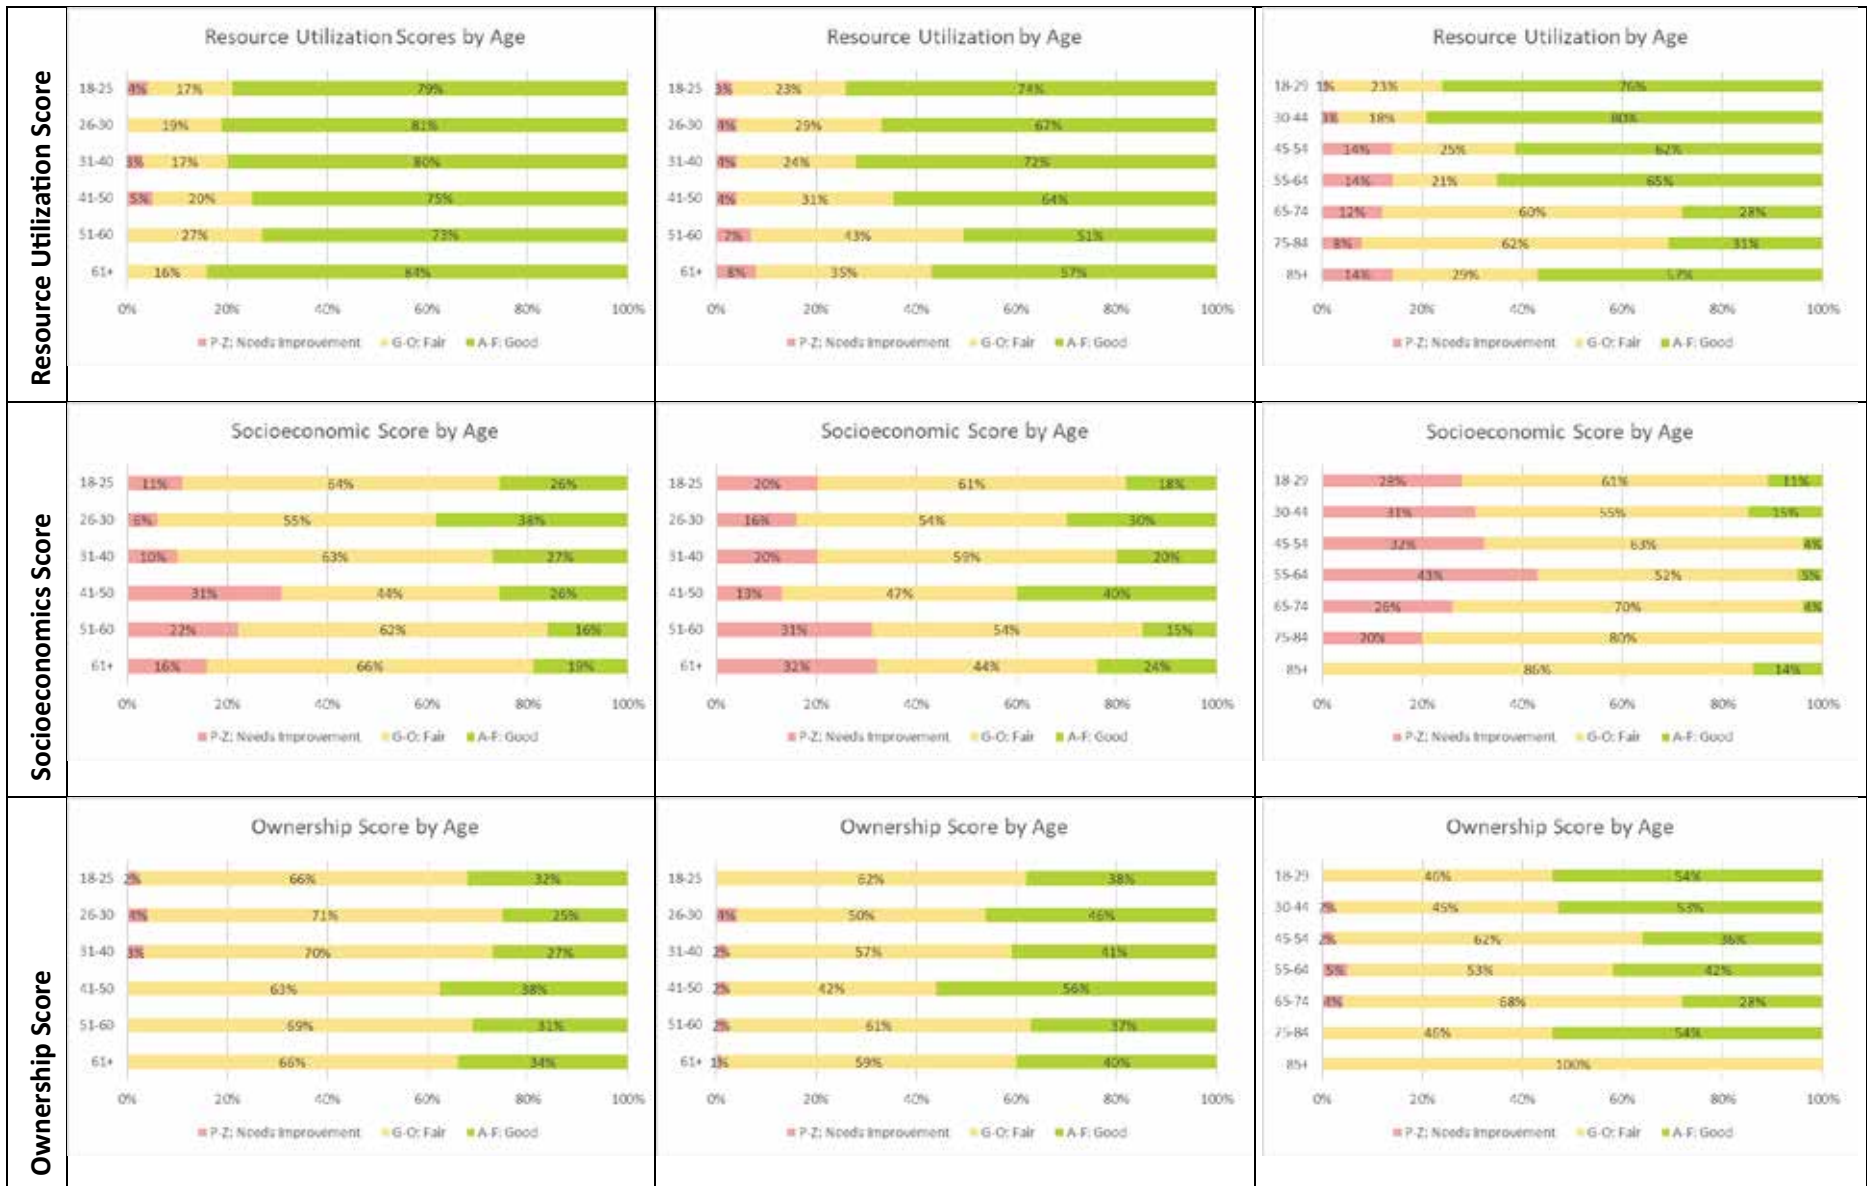 Resource Utilization Score
Resource Utilization Scores by Age
18-25 4% 17% 79%
26-30 19% 81%
31-40 3% 17% 80%
41-50 5% 20% 75%
51-60 27% 73%
61+ 16% 84%
0% 20% 40% 60% 80% 100%
P-Z: Needs Improvement G-O: Fair A-F: Good
Resource Utilization by Age
18-25 3% 23% 74%
26-30 4% 29% 67%
31-40 4% 24% 72%
41-50 4% 31% 64%
51-60 7% 43% 51%
61+ 8% 35% 57%
0% 20% 40% 60% 80% 100%
P-Z: Needs Improvement G-O: Fair A-F: Good
Resource Utilization by Age
18-29 1% 23% 76%
30-44 3% 18% 80%
45-54 14% 25% 62%
55-64 14% 21% 65%
65-74 12% 60% 28%
75-84 8% 62% 31%
85+ 14% 29% 57%
0% 20% 40% 60% 80% 100%
P-Z: Needs Improvement G-O: Fair A-F: Good
Socioeconomics Score
Socioeconomic Score by Age
18-25 11% 64% 26%
26-30 6% 55% 38%
31-40 10% 63% 27%
41-50 31% 44% 26%
51-60 22% 62% 16%
61+ 16% 66% 19%
0% 20% 40% 60% 80% 100%
P-Z: Needs Improvement G-O: Fair A-F: Good
Socioeconomic Score by Age
18-25 20% 61% 18%
26-30 16% 54% 30%
31-40 20% 59% 20%
41-50 13% 47% 40%
51-60 31% 54% 15%
61+ 32% 44% 24%
0% 20% 40% 60% 80% 100%
P-Z: Needs Improvement G-O: Fair A-F: Good
Socioeconomic Score by Age
18-29 28% 61% 11%
30-44 31% 55% 15%
45-54 32% 63% 4%
55-64 43% 52% 5%
65-74 26% 70% 4%
75-84 20% 80%
85+ 86% 14%
0% 20% 40% 60% 80% 100%
P-Z: Needs Improvement G-O: Fair A-F: Good
Ownership Score
Ownership Score by Age
18-25 2% 66% 32%
26-30 4% 71% 25%
31-40 3% 70% 27%
41-50 63% 38%
51-60 69% 31%
61+ 66% 34%
0% 20% 40% 60% 80% 100%
P-Z: Needs Improvement G-O: Fair A-F: Good
Ownership Score by Age
18-25 62% 38%
26-30 4% 50% 46%
31-40 2% 57% 41%
41-50 2% 42% 56%
51-60 2% 61% 37%
61+ 1% 59% 40%
0% 20% 40% 60% 80% 100%
P-Z: Needs Improvement G-O: Fair A-F: Good
Ownership Score by Age
18-29 46% 54%
30-44 2% 45% 53%
45-54 2% 62% 36%
55-64 5% 53% 42%
65-74 4% 68% 28%
75-84 46% 54%
85+ 100%
0% 20% 40% 60% 80% 100%
P-Z: Needs Improvement G-O: Fair A-F: Good